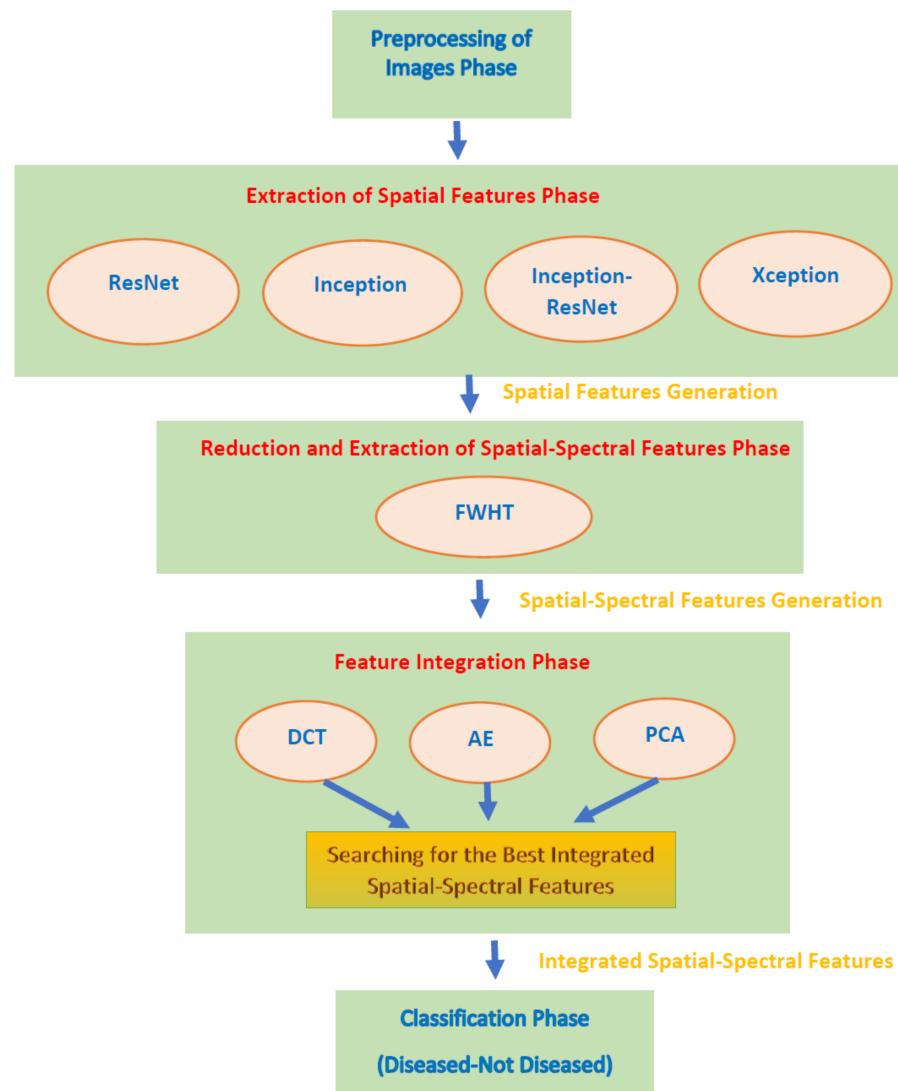 Preprocessing of
Images Phase
Extraction of Spatial Features Phase
ResNet
Inception
Inception-
ResNet
Xception
Spatial Features Generation
Reduction and Extraction of Spatial-Spectral Features Phase
FWHT
Spatial-Spectral Features Generation
Feature Integration Phase
DCT
AE
PCA
Searching for the Best Integrated
Spatial-Spectral Features
Integrated Spatial-Spectral Features
Classification Phase
(Diseased-Not Diseased)